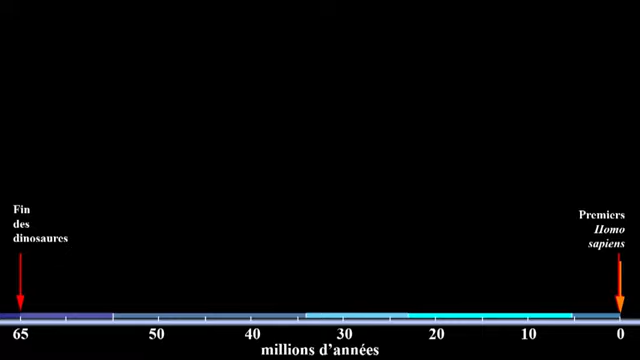 Fin
des
dinosaures
Premiers
Homo
sapiens
65 50 40 30 20 10 0
millions d'années